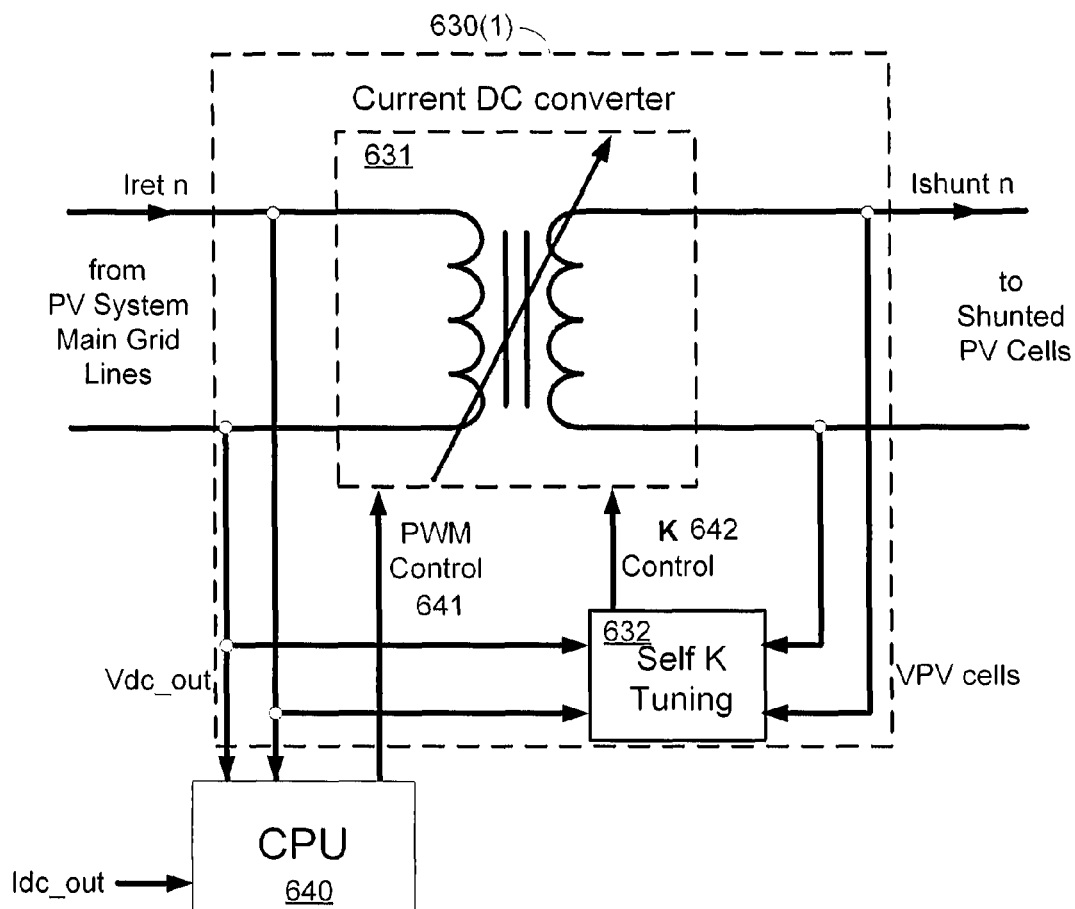 630(1)
Current DC converter
631
Iret n
Ishunt n
from
PV System
Main Grid
Lines
to
Shunted
PV Cells
PWM
Control
641
K 642
Control
632
Self K
Tuning
Vdc_out
VPV cells
CPU
640
Idc_out